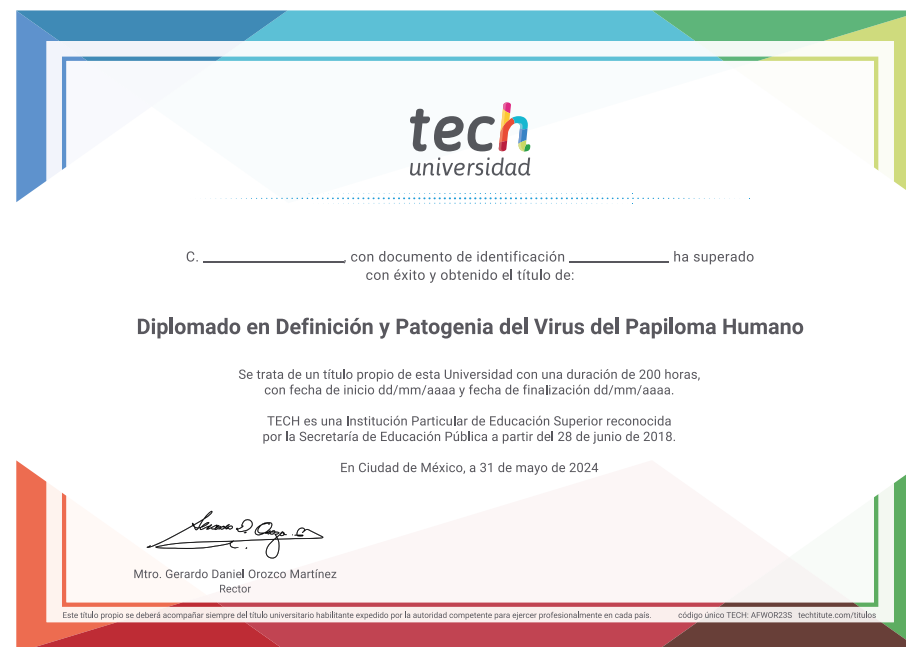 tech
universidad
C. ____________, con documento de identificación ____________ ha superado
con éxito y obtenido el título de:
Diplomado en Definición y Patogenia del Virus del Papiloma Humano
Se trata de un título propio de esta Universidad con una duración de 200 horas,
con fecha de inicio dd/mm/aaaa y fecha de finalización dd/mm/aaaa.
TECH es una Institución Particular de Educación Superior reconocida
por la Secretaría de Educación Pública a partir del 28 de junio de 2018.
En Ciudad de México, a 31 de mayo de 2024
Mtro. Gerardo Daniel Orozco Martínez
Rector
Este título propio se deberá acompañar siempre del título universitario habilitante expedido por la autoridad competente para ejercer profesionalmente en cada país. código único TECH: AFWOR23S techtitute.com/titulos